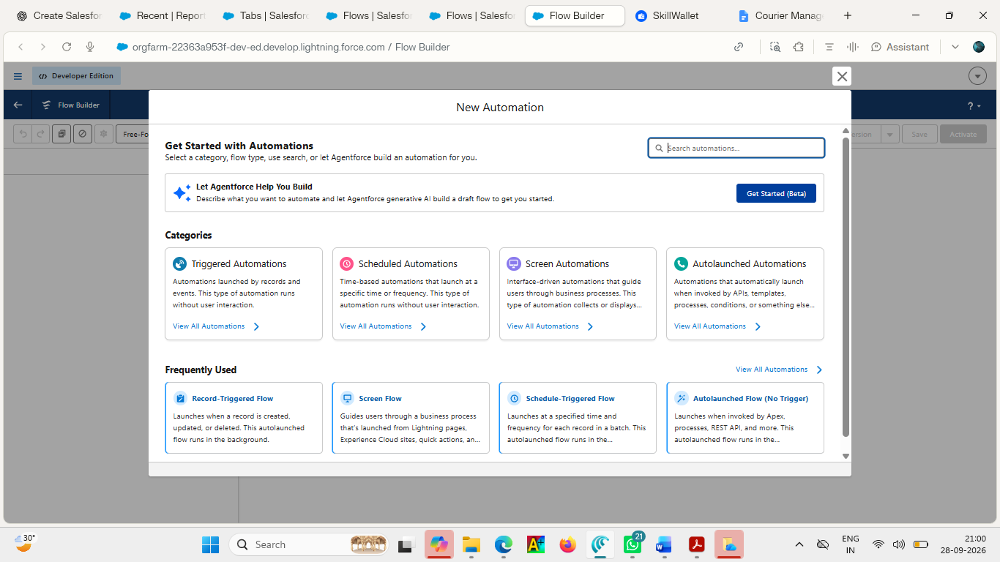 Create Salesfor
Recent | Report
Tabs | Salesforc
Flows | Salesfo
Flows | Salesfo
Flow Builder
SkillWallet
Courier Manag
orgfarm-22363a953f-dev-ed.develop.lightning.force.com / Flow Builder
Assistant
Developer Edition
Flow Builder
?
Free-Fo
ersion
Save
Activate
New Automation
Get Started with Automations
Select a category, flow type, use search, or let Agentforce build an automation for you.
Search automations...
Let Agentforce Help You Build
Describe what you want to automate and let Agentforce generative AI build a draft flow to get you started.
Get Started (Beta)
Categories
Triggered Automations
Automations launched by records and
events. This type of automation runs
without user interaction.
View All Automations
Scheduled Automations
Time-based automations that launch at a
specific time or frequency. This type of
automation runs without user interaction.
View All Automations
Screen Automations
Interface-driven automations that guide
users through business processes. This
type of automation collects or displays...
View All Automations
Autolaunched Automations
Automations that automatically launch
when invoked by APIs, templates,
processes, conditions, or something else...
View All Automations
Frequently Used
View All Automations
Record-Triggered Flow
Launches when a record is created,
updated, or deleted. This autolaunched
flow runs in the background.
Screen Flow
Guides users through a business process
that's launched from Lightning pages,
Experience Cloud sites, quick actions, an...
Schedule-Triggered Flow
Launches at a specified time and
frequency for each record in a batch. This
autolaunched flow runs in the...
Autolaunched Flow (No Trigger)
Launches when invoked by Apex,
processes, REST API, and more. This
autolaunched flow runs in the...
30°
Search
21
ENG
IN
21:00
28-09-2026